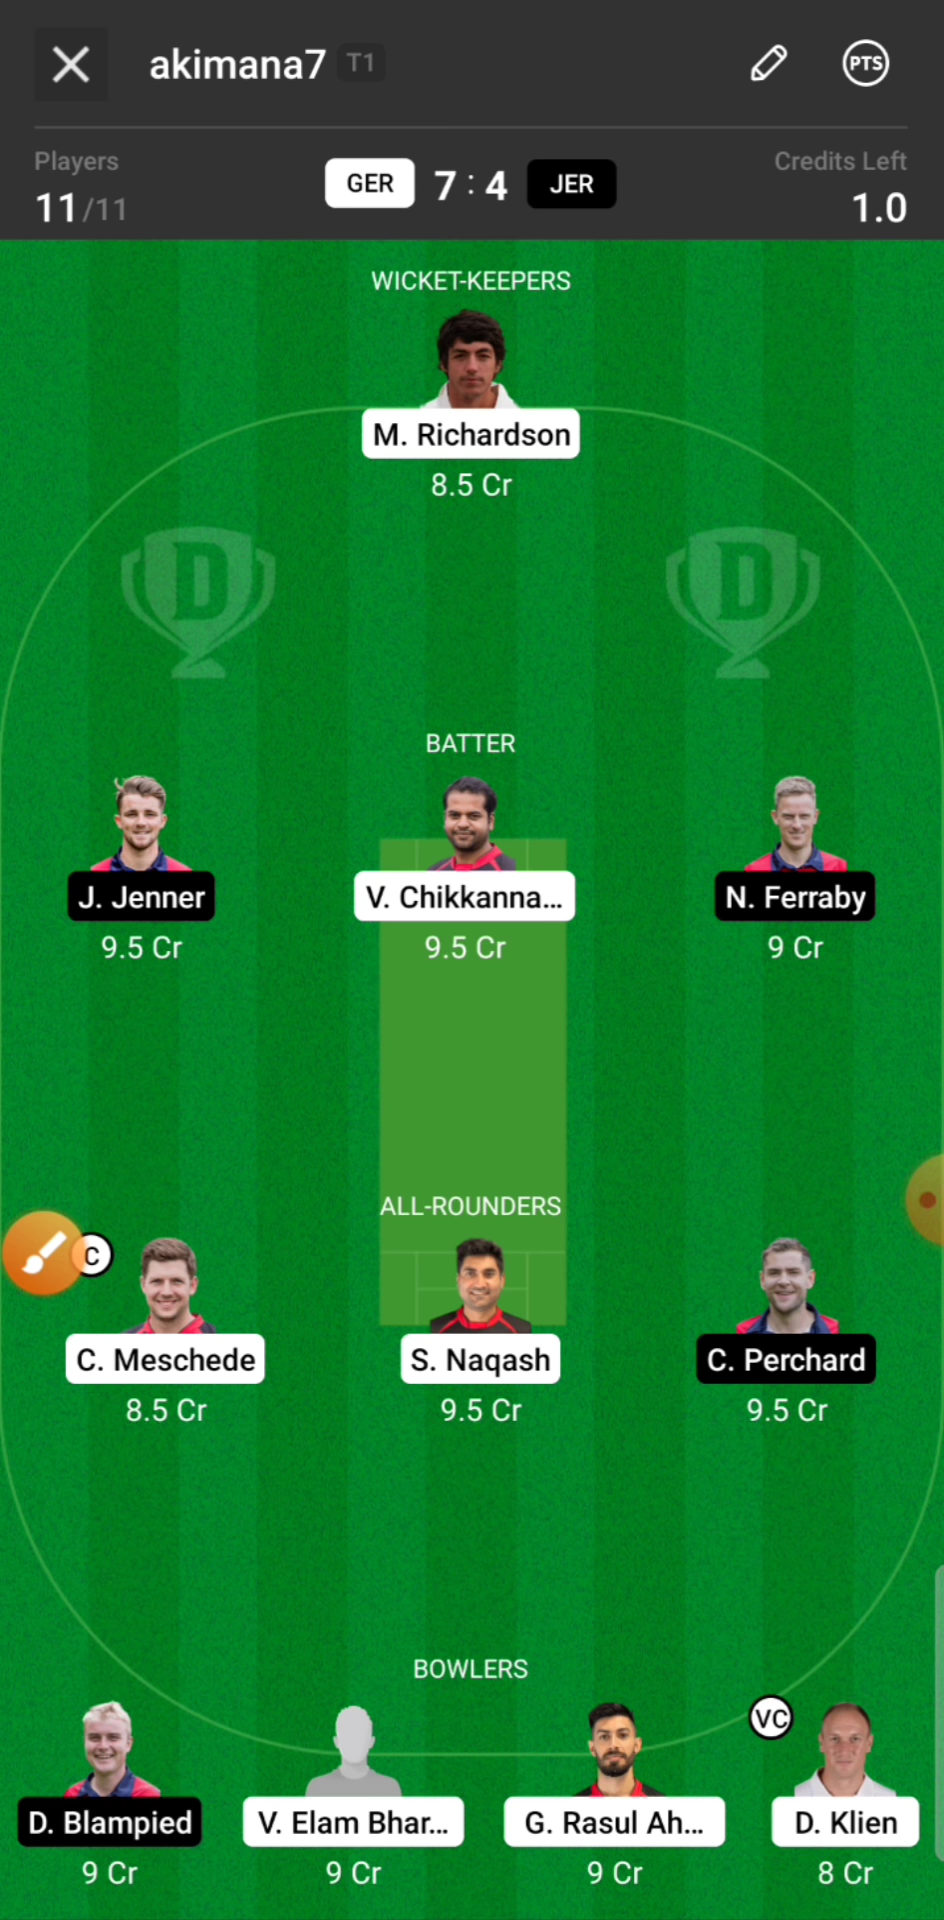 akimana7 T1
PTS
Players
11/11
GER 7 : 4 JER
Credits Left
1.0
WICKET-KEEPERS
M. Richardson
8.5 Cr
D
D
BATTER
J. Jenner
9.5 Cr
V. Chikkanna...
9.5 Cr
N. Ferraby
9 Cr
ALL-ROUNDERS
C
C. Meschede
8.5 Cr
S. Naqash
9.5 Cr
C. Perchard
9.5 Cr
BOWLERS
D. Blampied
9 Cr
V. Elam Bhar...
9 Cr
G. Rasul Ah...
9 Cr
VC
D. Klien
8 Cr